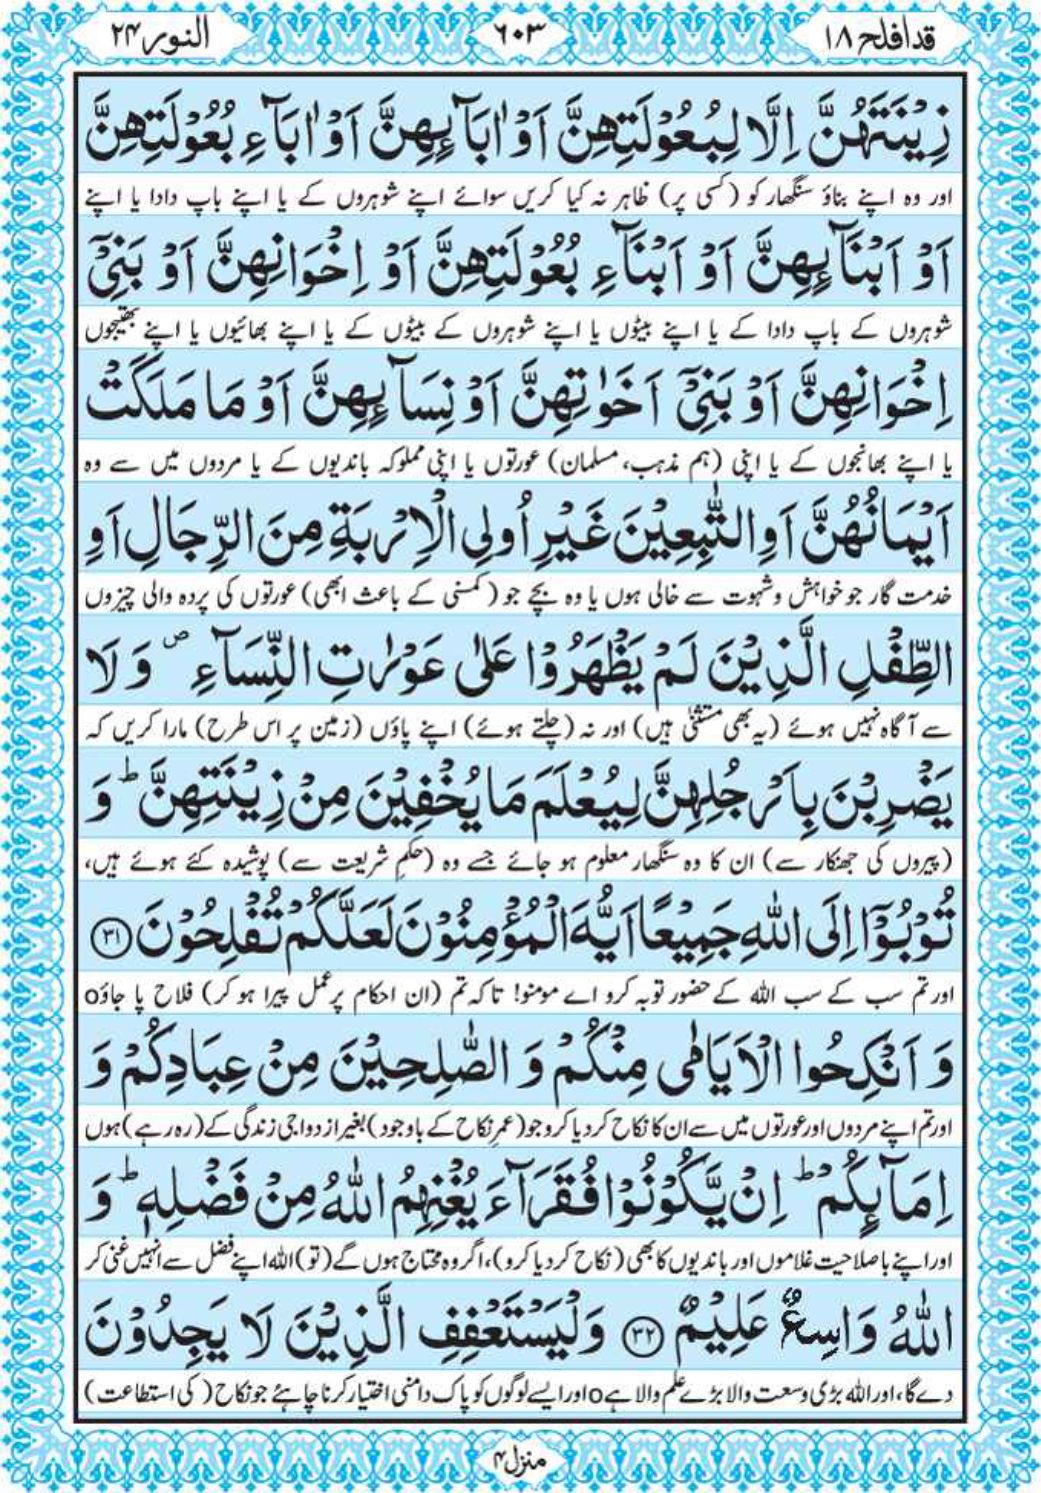 قد افلح ۱۸
۶۰۳
النور ۲۴
زِیْنَتَهُنَّ اِلَّا لِبُعُوْلَتِهِنَّ اَوْ اٰبَآىِٕهِنَّ اَوْ اٰبَآءِ بُعُوْلَتِهِنَّ
اور وہ اپنے بناؤ سنگھار کو (کسی پر) ظاہر نہ کیا کریں سوائے اپنے شوہروں کے یا اپنے باپ دادا یا اپنے
اَوْ اَبْنَآىِٕهِنَّ اَوْ اَبْنَآءِ بُعُوْلَتِهِنَّ اَوْ اِخْوَانِهِنَّ اَوْ بَنِیْۤ
شوہروں کے باپ دادا کے یا اپنے بیٹوں یا اپنے شوہروں کے بیٹوں کے یا اپنے بھائیوں یا اپنے بھتیجوں
اِخْوَانِهِنَّ اَوْ بَنِیْۤ اَخَوٰتِهِنَّ اَوْ نِسَآىِٕهِنَّ اَوْ مَا مَلَكَتْ
یا اپنے بھانجوں کے یا اپنی (ہم مذہب، مسلمان) عورتوں یا اپنی مملوکہ باندیوں کے یا مردوں میں سے وہ
اَیْمَانُهُنَّ اَوِ التّٰبِعِیْنَ غَیْرِ اُولِی الْاِرْبَةِ مِنَ الرِّجَالِ اَوِ
خدمت گار جو خواہش و شہوت سے خالی ہوں یا وہ بچے جو (کمسنی کے باعث ابھی) عورتوں کی پردہ والی چیزوں
الطِّفْلِ الَّذِیْنَ لَمْ یَظْهَرُوْا عَلٰى عَوْرٰتِ النِّسَآءِ ۪ وَ لَا
سے آگاہ نہیں ہوئے (یہ بھی مستثنیٰ ہیں) اور نہ (چلتے ہوئے) اپنے پاؤں (زمین پر اس طرح) مارا کریں کہ
یَضْرِبْنَ بِاَرْجُلِهِنَّ لِیُعْلَمَ مَا یُخْفِیْنَ مِنْ زِیْنَتِهِنَّ ؕ وَ
(پیروں کی جھنکار سے) ان کا وہ سنگھار معلوم ہو جائے جسے وہ (حکمِ شریعت سے) پوشیدہ کئے ہوئے ہیں،
تُوْبُوْۤا اِلَى اللّٰهِ جَمِیْعًا اَیُّهَ الْمُؤْمِنُوْنَ لَعَلَّكُمْ تُفْلِحُوْنَ ۳۱
اور تم سب کے سب اللہ کے حضور توبہ کرو اے مومنو! تاکہ تم (ان احکام پر عمل پیرا ہو کر) فلاح پا جاؤo
وَ اَنْكِحُوا الْاَیَامٰى مِنْكُمْ وَ الصّٰلِحِیْنَ مِنْ عِبَادِكُمْ وَ
اور تم اپنے مردوں اور عورتوں میں سے ان کا نکاح کر دیا کرو جو (عمرِ نکاح کے باوجود) بغیر ازدواجی زندگی کے (رہ رہے) ہوں
اِمَآىِٕكُمْ ؕ اِنْ یَّكُوْنُوْا فُقَرَآءَ یُغْنِهِمُ اللّٰهُ مِنْ فَضْلِهٖ ؕ وَ
اور اپنے باصلاحیت غلاموں اور باندیوں کا بھی (نکاح کر دیا کرو)، اگر وہ محتاج ہوں گے (تو) اللہ اپنے فضل سے انہیں غنی کر
اللّٰهُ وَاسِعٌ عَلِیْمٌ ۳۲ وَ لْیَسْتَعْفِفِ الَّذِیْنَ لَا یَجِدُوْنَ
دے گا، اور اللہ بڑی وسعت والا بڑے علم والا ہےo اور ایسے لوگوں کو پاک دامنی اختیار کرنا چاہئے جو نکاح (کی استطاعت)
منزل ۴